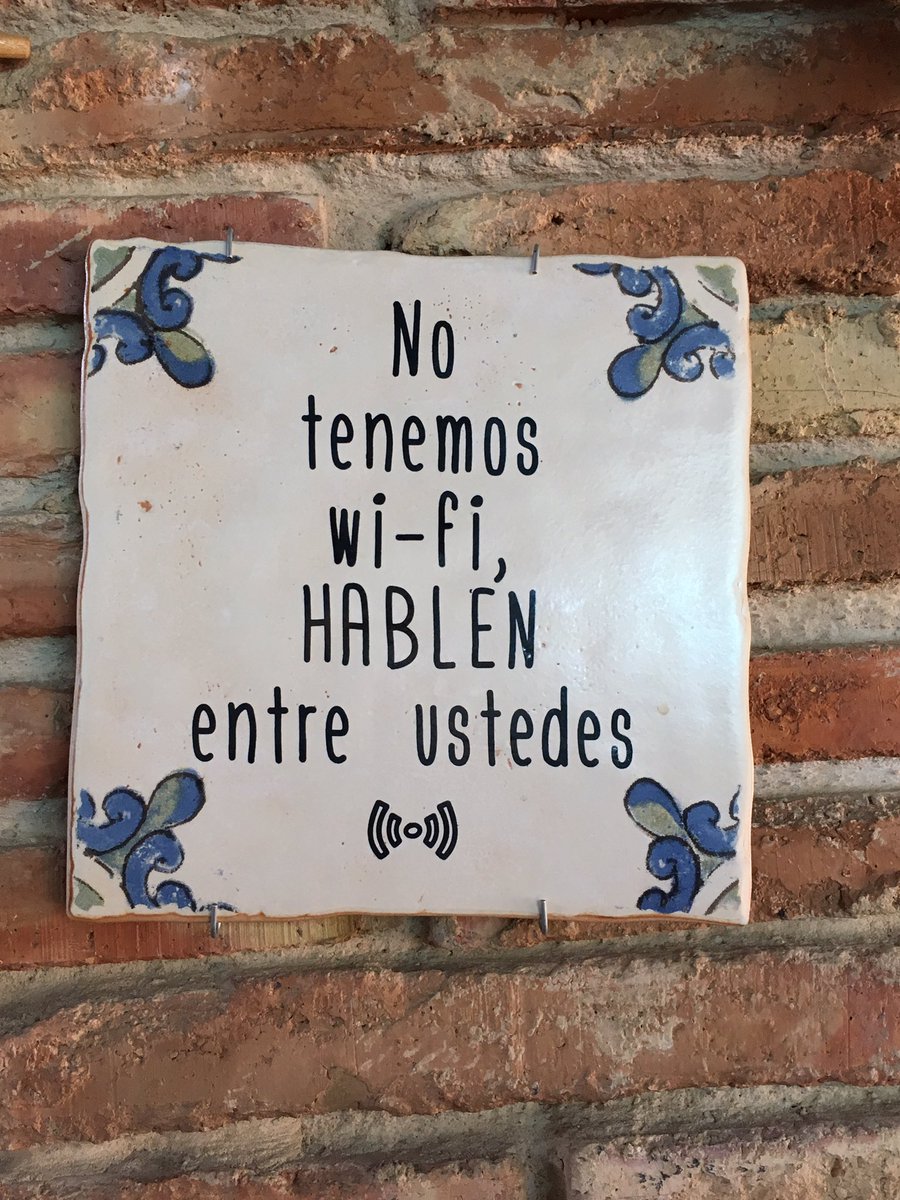 No
tenemos
wi-fi,
HABLEN
entre ustedes